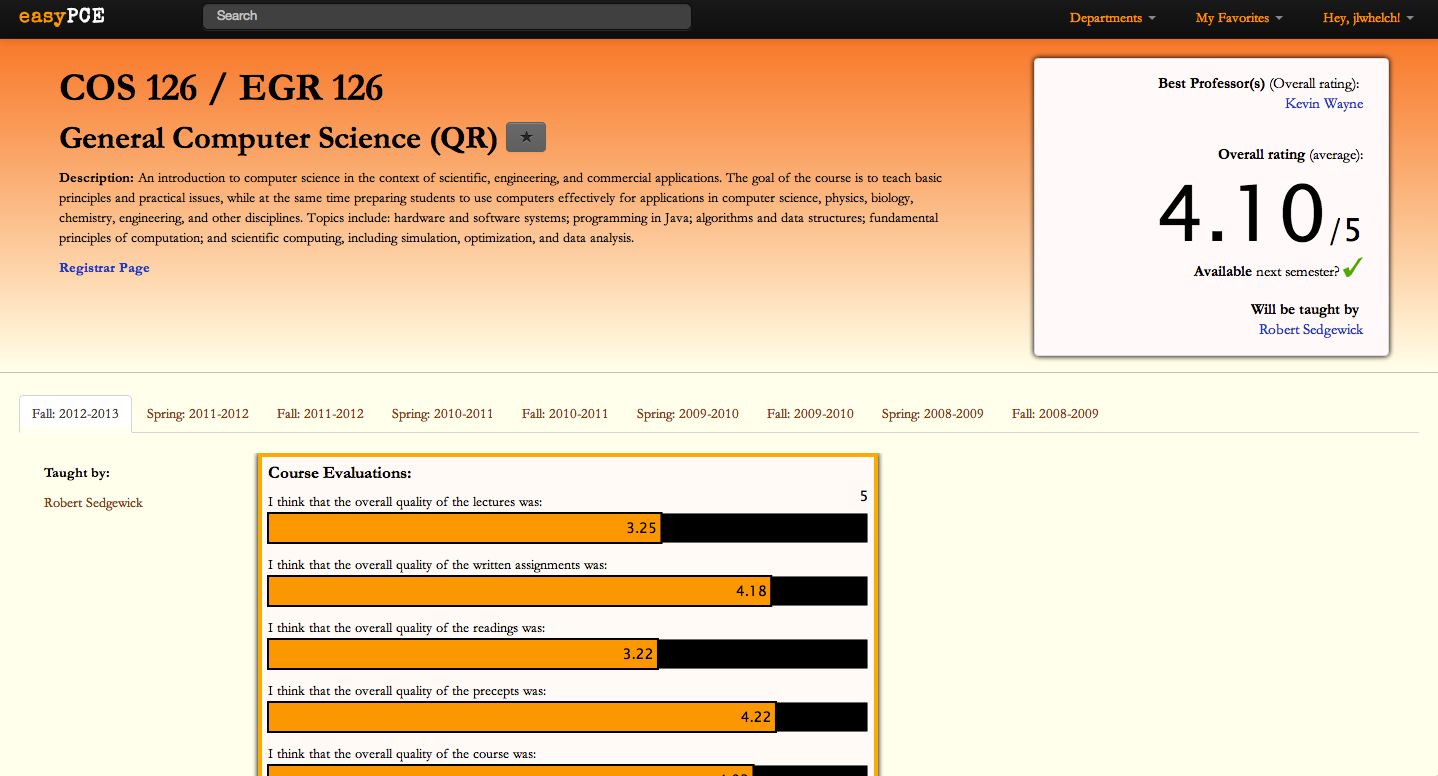 easyPCE
Search
Departments
My Favorites
Hey, jlwhelch!
COS 126 / EGR 126
General Computer Science (QR) ★
Description: An introduction to computer science in the context of scientific, engineering, and commercial applications. The goal of the course is to teach basic
principles and practical issues, while at the same time preparing students to use computers effectively for applications in computer science, physics, biology,
chemistry, engineering, and other disciplines. Topics include: hardware and software systems; programming in Java; algorithms and data structures; fundamental
principles of computation; and scientific computing, including simulation, optimization, and data analysis.
Registrar Page
Best Professor(s) (Overall rating):
Kevin Wayne
Overall rating (average):
4.10/5
Available next semester? ✓
Will be taught by
Robert Sedgewick
Fall: 2012-2013
Spring: 2011-2012
Fall: 2011-2012
Spring: 2010-2011
Fall: 2010-2011
Spring: 2009-2010
Fall: 2009-2010
Spring: 2008-2009
Fall: 2008-2009
Taught by:
Robert Sedgewick
Course Evaluations:
5
I think that the overall quality of the lectures was:
3.25
I think that the overall quality of the written assignments was:
4.18
I think that the overall quality of the readings was:
3.22
I think that the overall quality of the precepts was:
4.22
I think that the overall quality of the course was: